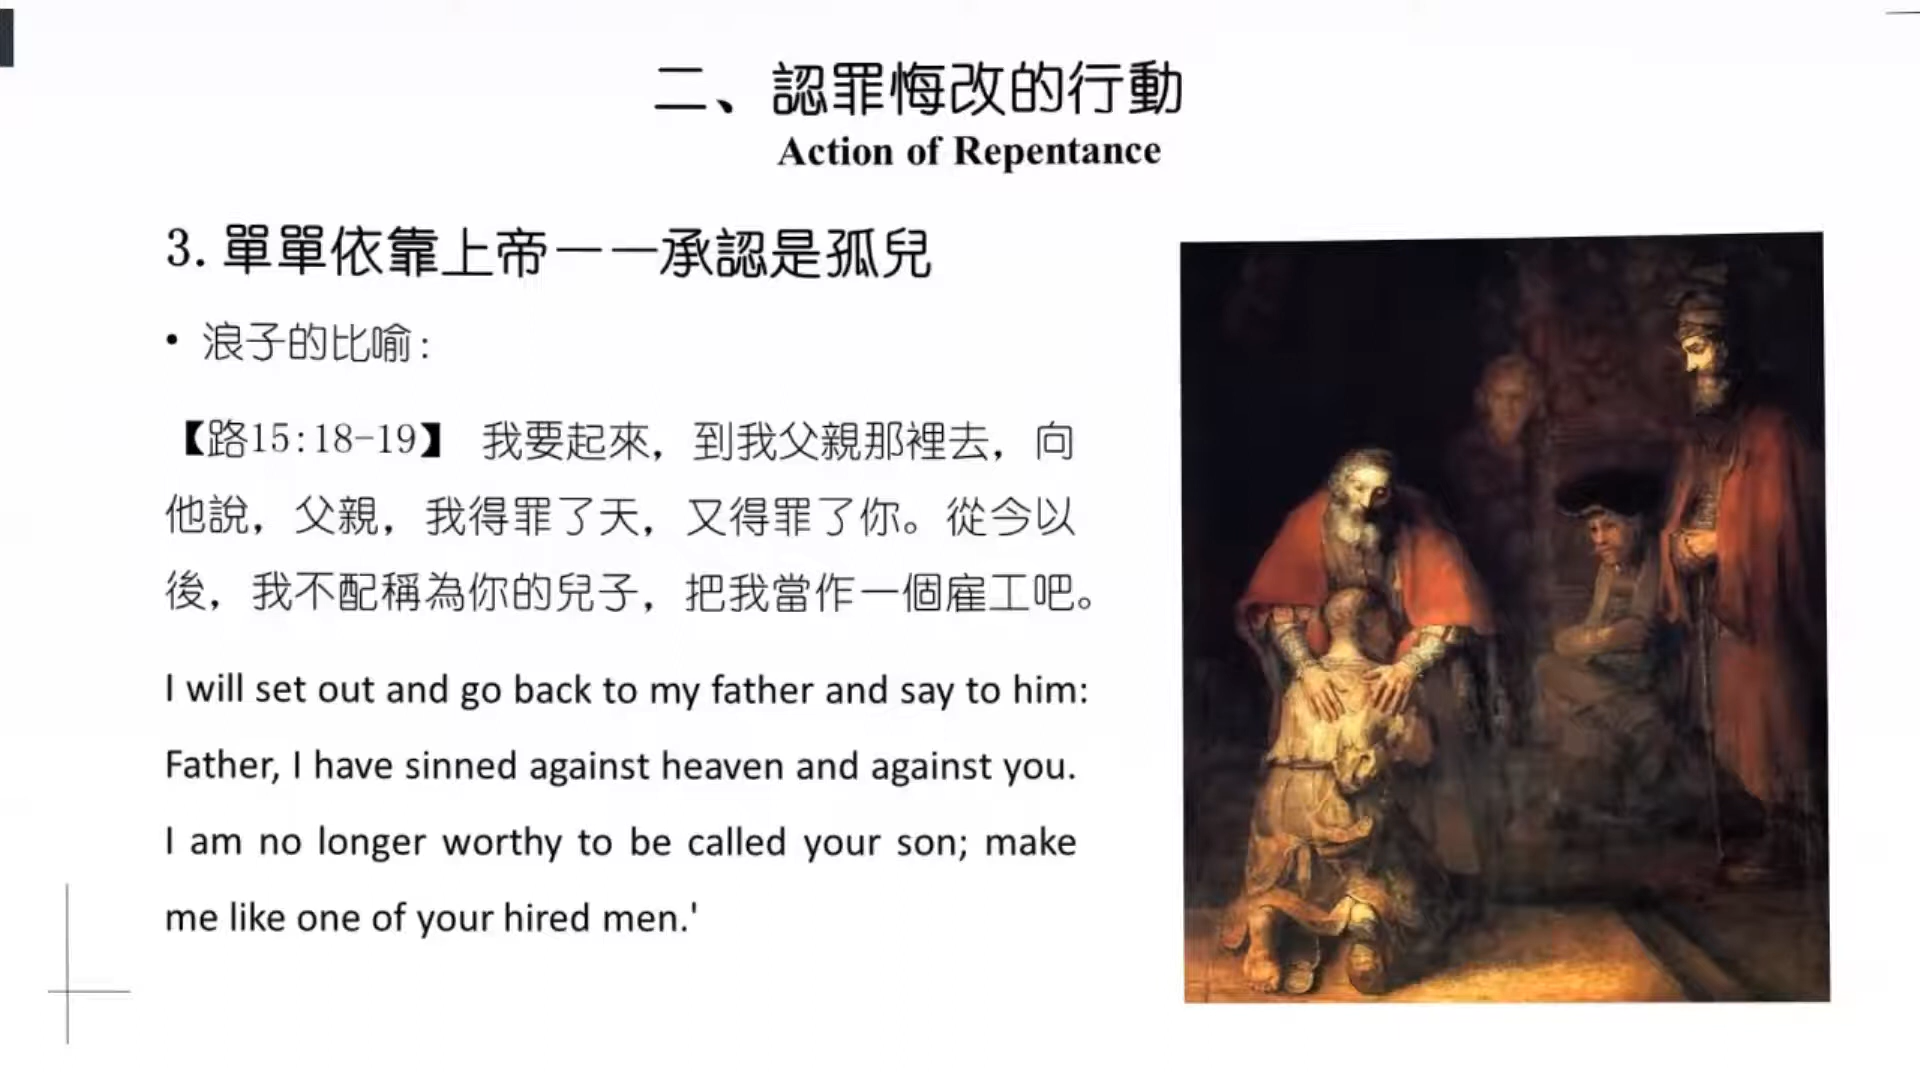 二、認罪悔改的行動
Action of Repentance
3. 單單依靠上帝一一承認是孤兒
• 浪子的比喻:
【路15:18-19】 我要起來，到我父親那裡去，向
他說，父親，我得罪了天，又得罪了你。從今以
後，我不配稱為你的兒子，把我當作一個雇工吧。
I will set out and go back to my father and say to him:
Father, I have sinned against heaven and against you.
I am no longer worthy to be called your son; make
me like one of your hired men.'